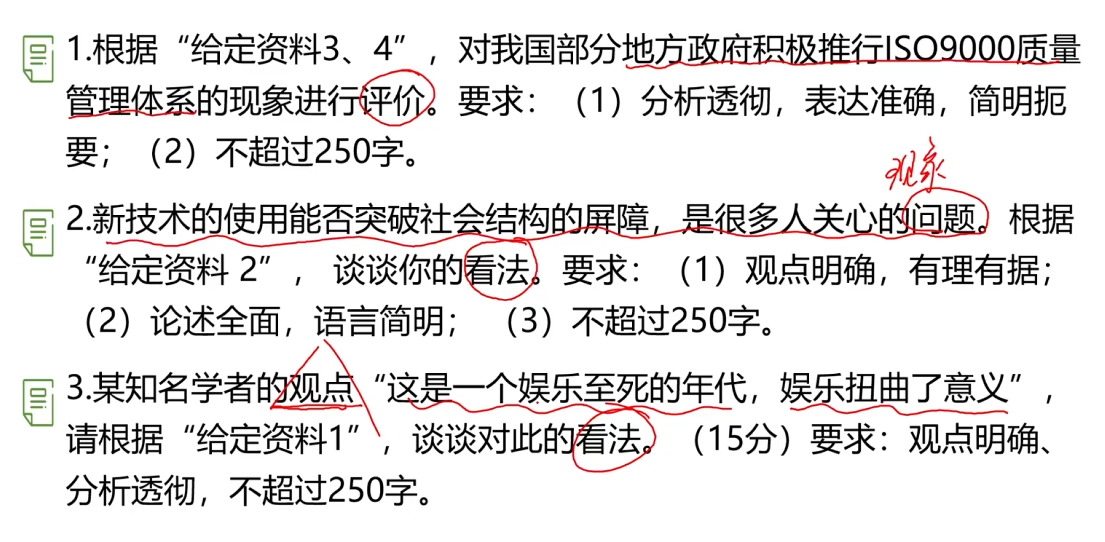 1.根据“给定资料3、4”，对我国部分地方政府积极推行ISO9000质量
管理体系的现象进行评价。要求：（1）分析透彻，表达准确，简明扼
要；（2）不超过250字。
现象
2.新技术的使用能否突破社会结构的屏障，是很多人关心的问题。根据
“给定资料 2”， 谈谈你的看法。要求：（1）观点明确，有理有据；
（2）论述全面，语言简明； （3）不超过250字。
3.某知名学者的观点“这是一个娱乐至死的年代，娱乐扭曲了意义”，
请根据“给定资料1”，谈谈对此的看法。（15分）要求：观点明确、
分析透彻，不超过250字。